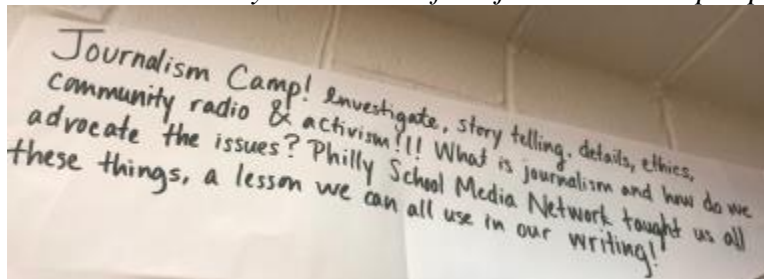 Journalism Camp! Investigate, story telling, details, ethics,
community radio & activism!!! What is journalism and how do we
advocate the issues? Philly School Media Network taught us all
these things, a lesson we can all use in our writing!